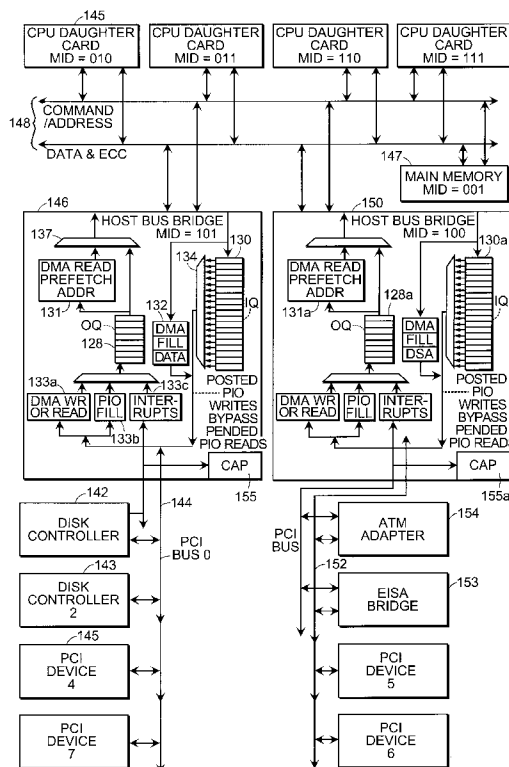 145
CPU DAUGHTER
CARD
MID = 010
CPU DAUGHTER
CARD
MID = 011
CPU DAUGHTER
CARD
MID = 110
CPU DAUGHTER
CARD
MID = 111
148
COMMAND
/ADDRESS
DATA & ECC
147
MAIN MEMORY
MID = 001
146
HOST BUS BRIDGE
MID = 101
137
130
134
DMA READ
PREFETCH
ADDR
131
132
OQ
128
IQ
DMA
FILL
DATA
133a
133c
DMA WR
OR READ
PIO
FILL
INTER-
RUPTS
133b
POSTED
PIO
WRITES
BYPASS
PENDED
PIO READS
CAP
155
150
HOST BUS BRIDGE
MID = 100
130a
128a
DMA READ
PREFETCH
ADDR
131a
OQ
IQ
DMA
FILL
DSA
DMA WR
OR READ
PIO
FILL
INTER-
RUPTS
POSTED
PIO
WRITES
BYPASS
PENDED
PIO READS
CAP
155a
142
DISK
CONTROLLER
144
PCI
BUS 0
143
DISK
CONTROLLER
2
145
PCI
DEVICE
4
PCI
DEVICE
7
PCI
BUS
152
154
ATM
ADAPTER
153
EISA
BRIDGE
PCI
DEVICE
5
PCI
DEVICE
6